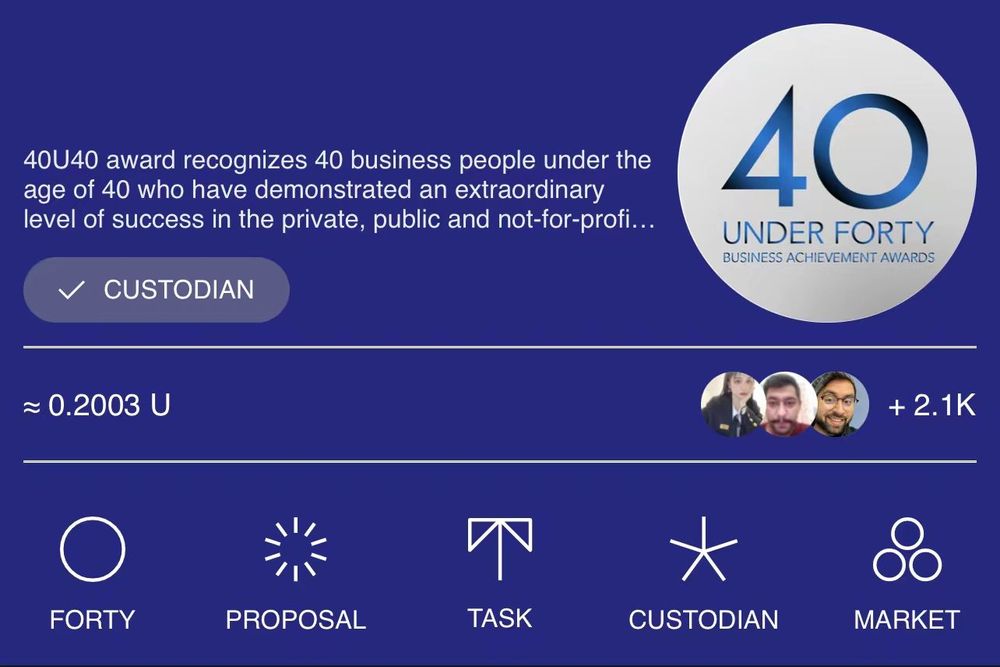 40U40 award recognizes 40 business people under the
age of 40 who have demonstrated an extraordinary
level of success in the private, public and not-for-profi…
40
UNDER FORTY
BUSINESS ACHIEVEMENT AWARDS
CUSTODIAN
≈ 0.2003 U
+ 2.1K
FORTY
PROPOSAL
TASK
CUSTODIAN
MARKET